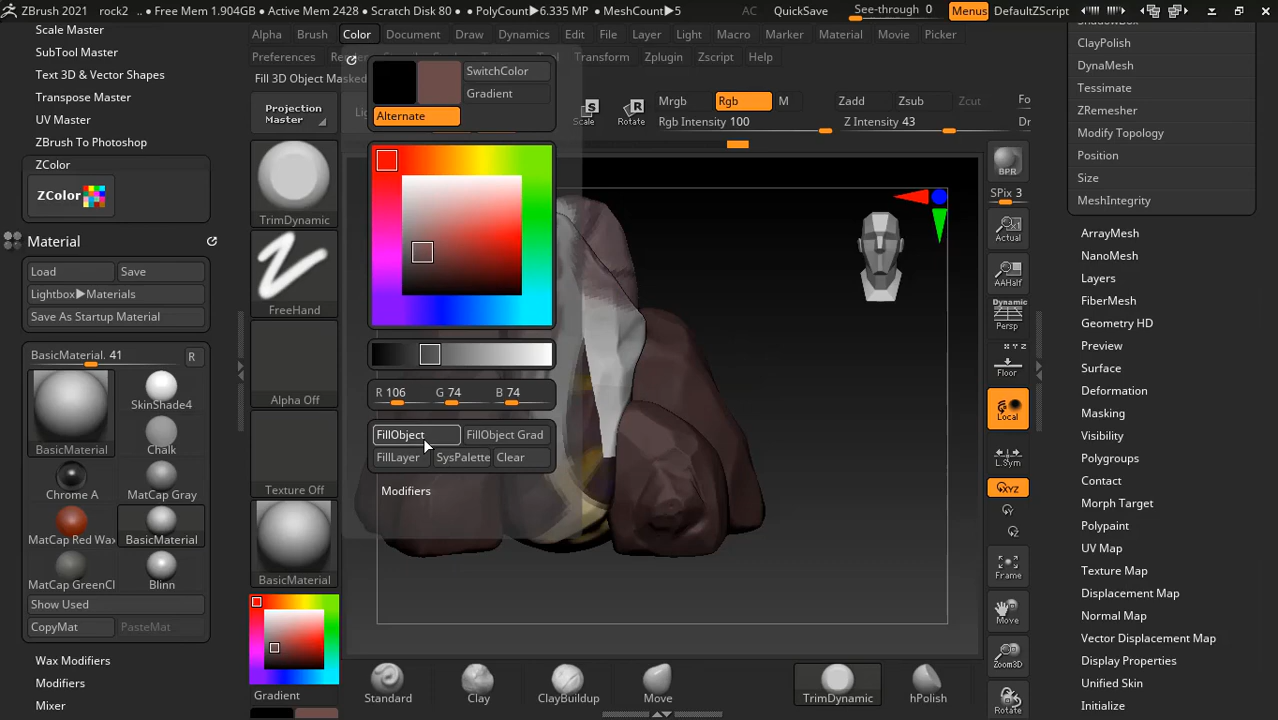 ZBrush 2021 rock2 .. • Free Mem 1.904GB • Active Mem 2428 • Scratch Disk 80 • PolyCount▶6.335 MP • MeshCount▶5 AC QuickSave See-through 0 Menus DefaultZScript
Scale Master
SubTool Master
Text 3D & Vector Shapes
Transpose Master
UV Master
ZBrush To Photoshop
ZColor
ZColor
Material
Load Save
Lightbox▶Materials
Save As Startup Material
BasicMaterial. 41 R
BasicMaterial
SkinShade4
Chalk
Chrome A
MatCap Gray
MatCap Red Wax
BasicMaterial
MatCap GreenCl
Blinn
Show Used
CopyMat PasteMat
Wax Modifiers
Modifiers
Mixer
Alpha Brush Color Document Draw Dynamics Edit File Layer Light Macro Marker Material Movie Picker
Preferences Transform Zplugin Zscript Help
Fill 3D Object Masked
Projection
Master
TrimDynamic
FreeHand
Alpha Off
Texture Off
BasicMaterial
Gradient
SwitchColor
Gradient
Alternate
R 106 G 74 B 74
FillObject FillObject Grad
FillLayer SysPalette Clear
Modifiers
Scale Rotate
Mrgb Rgb M Zadd Zsub Zcut Fo
Rgb Intensity 100 Z Intensity 43 Dr
BPR
SPix 3
Actual
AAHalf
Dynamic
Persp
X Y Z
Floor
Local
L.Sym
XYZ
Frame
Move
Zoom3D
Rotate
Standard Clay ClayBuildup Move TrimDynamic hPolish
ShadowBox
ClayPolish
DynaMesh
Tessimate
ZRemesher
Modify Topology
Position
Size
MeshIntegrity
ArrayMesh
NanoMesh
Layers
FiberMesh
Geometry HD
Preview
Surface
Deformation
Masking
Visibility
Polygroups
Contact
Morph Target
Polypaint
UV Map
Texture Map
Displacement Map
Normal Map
Vector Displacement Map
Display Properties
Unified Skin
Initialize